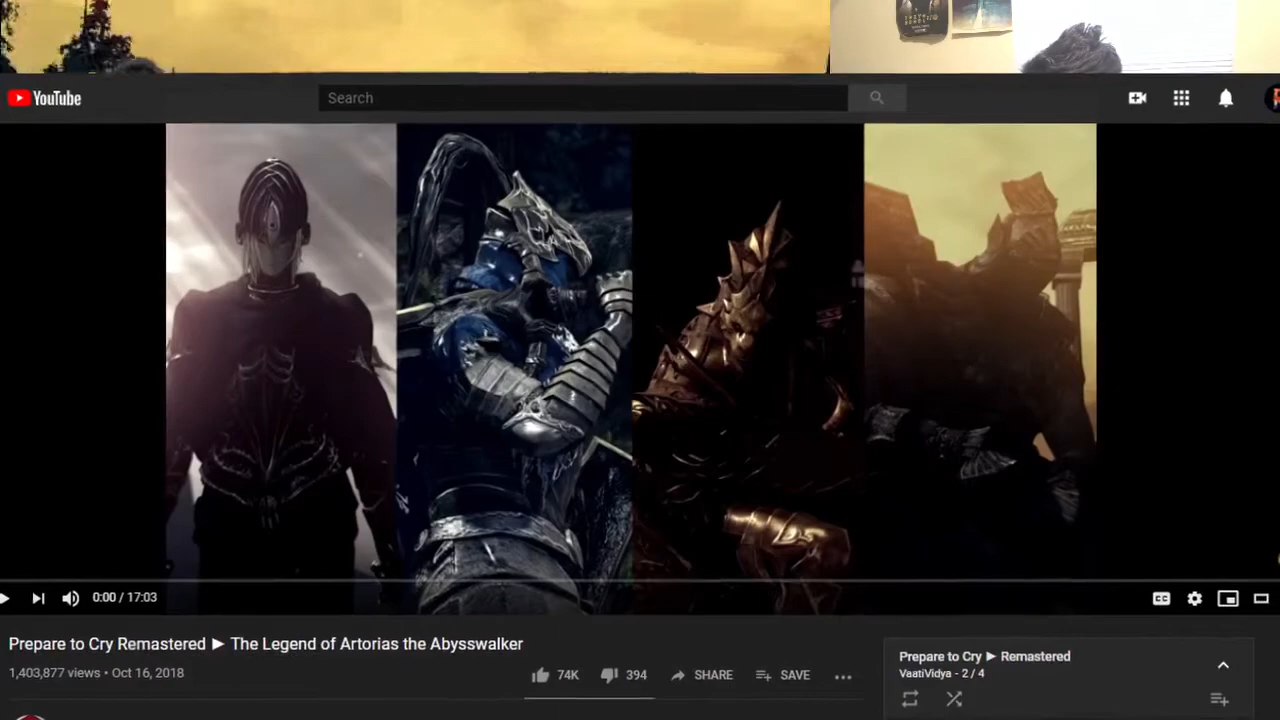 YouTube
Search
0:00 / 17:03
CC
Prepare to Cry Remastered ► The Legend of Artorias the Abysswalker
1,403,877 views • Oct 16, 2018
74K
394
SHARE
SAVE
Prepare to Cry ► Remastered
VaatiVidya - 2 / 4